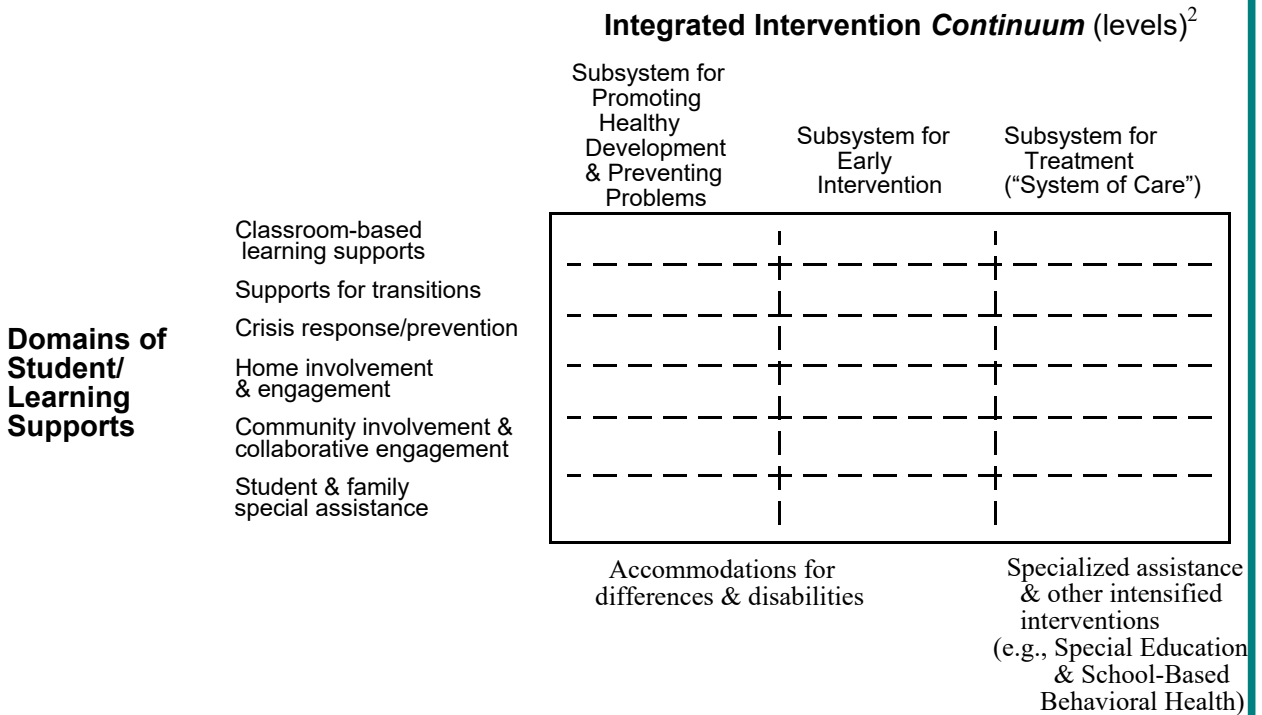 Integrated Intervention Continuum (levels)2
Subsystem for
Promoting
Healthy
Development
& Preventing
Problems
Subsystem for
Early
Intervention
Subsystem for
Treatment
(“System of Care”)
Domains of
Student/
Learning
Supports
Classroom-based
learning supports
Supports for transitions
Crisis response/prevention
Home involvement
& engagement
Community involvement &
collaborative engagement
Student & family
special assistance
Accommodations for
differences & disabilities
Specialized assistance
& other intensified
interventions
(e.g., Special Education
& School-Based
Behavioral Health)